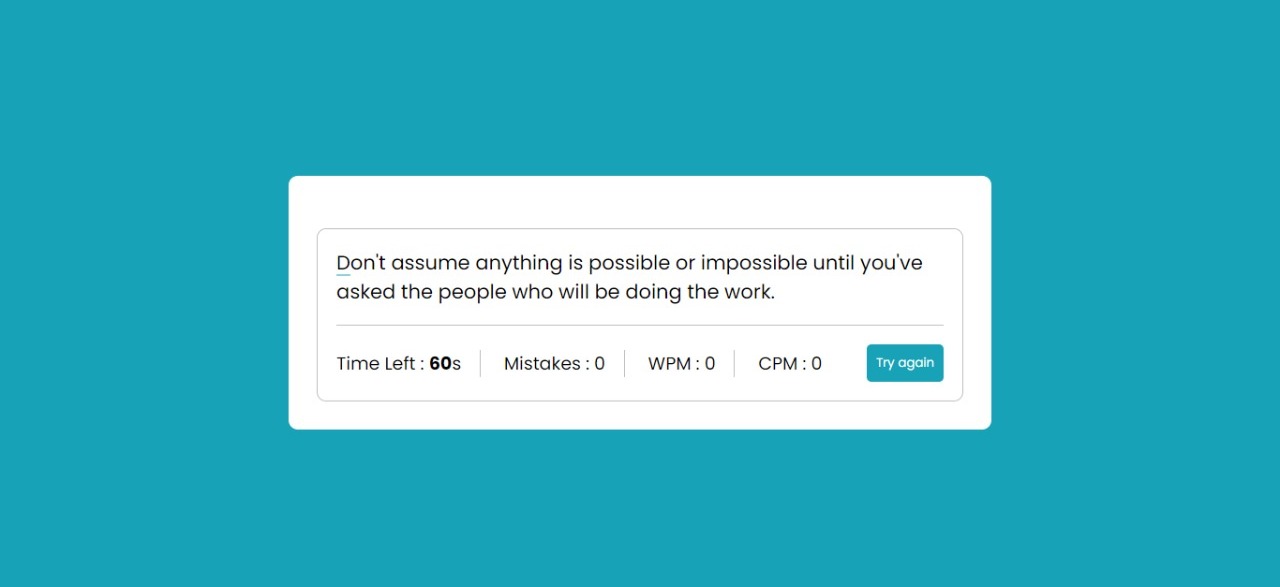 Don't assume anything is possible or impossible until you've
asked the people who will be doing the work.
Time Left : 60s Mistakes : 0 WPM : 0 CPM : 0 Try again